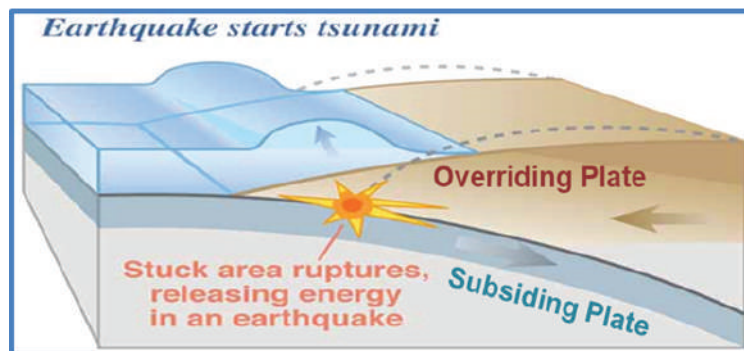 Earthquake starts tsunami
Overriding Plate
Stuck area ruptures,
releasing energy
in an earthquake
Subsiding Plate